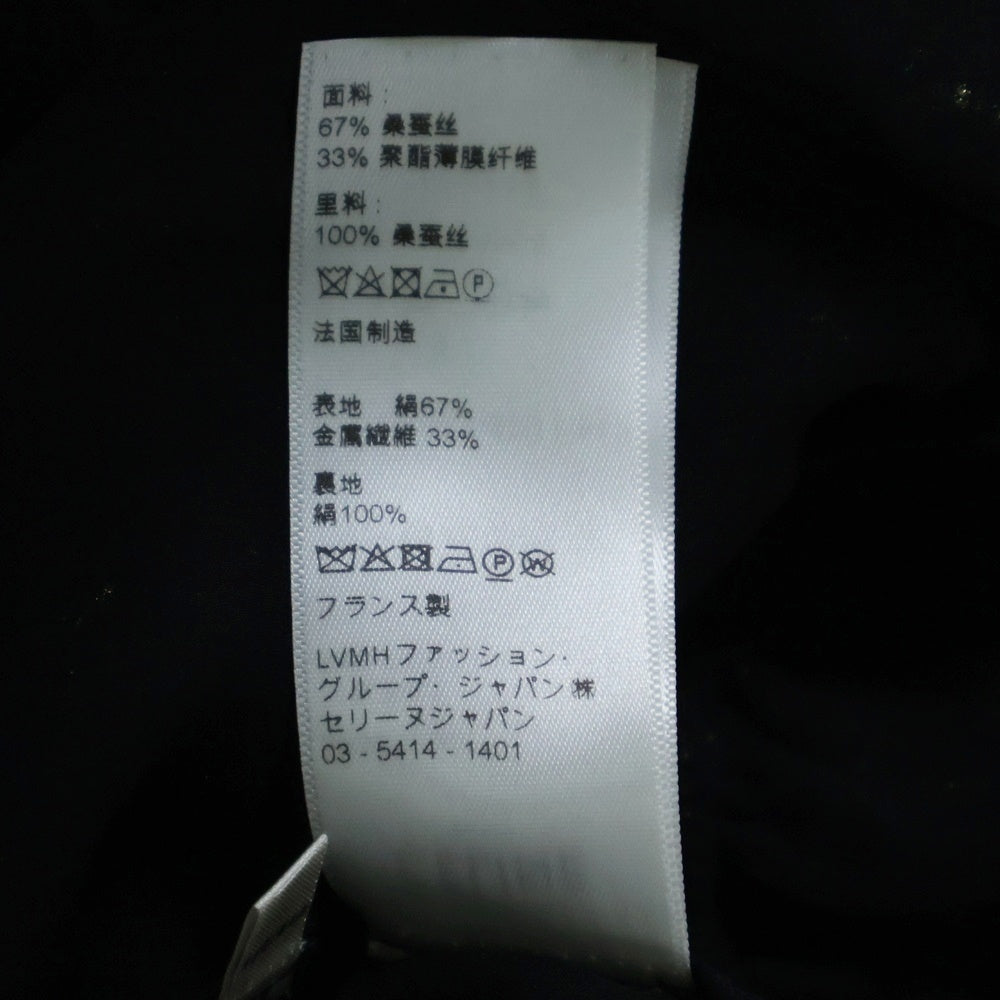 面料:
67% 桑蚕丝
33% 聚酯薄膜纤维
里料:
100% 桑蚕丝
P
法国制造
表地 絹67%
金属繊維 33%
裏地
絹100%
P W
フランス製
LVMHファッション・
グループ・ジャパン㈱
セリーヌジャパン
03 - 5414 - 1401